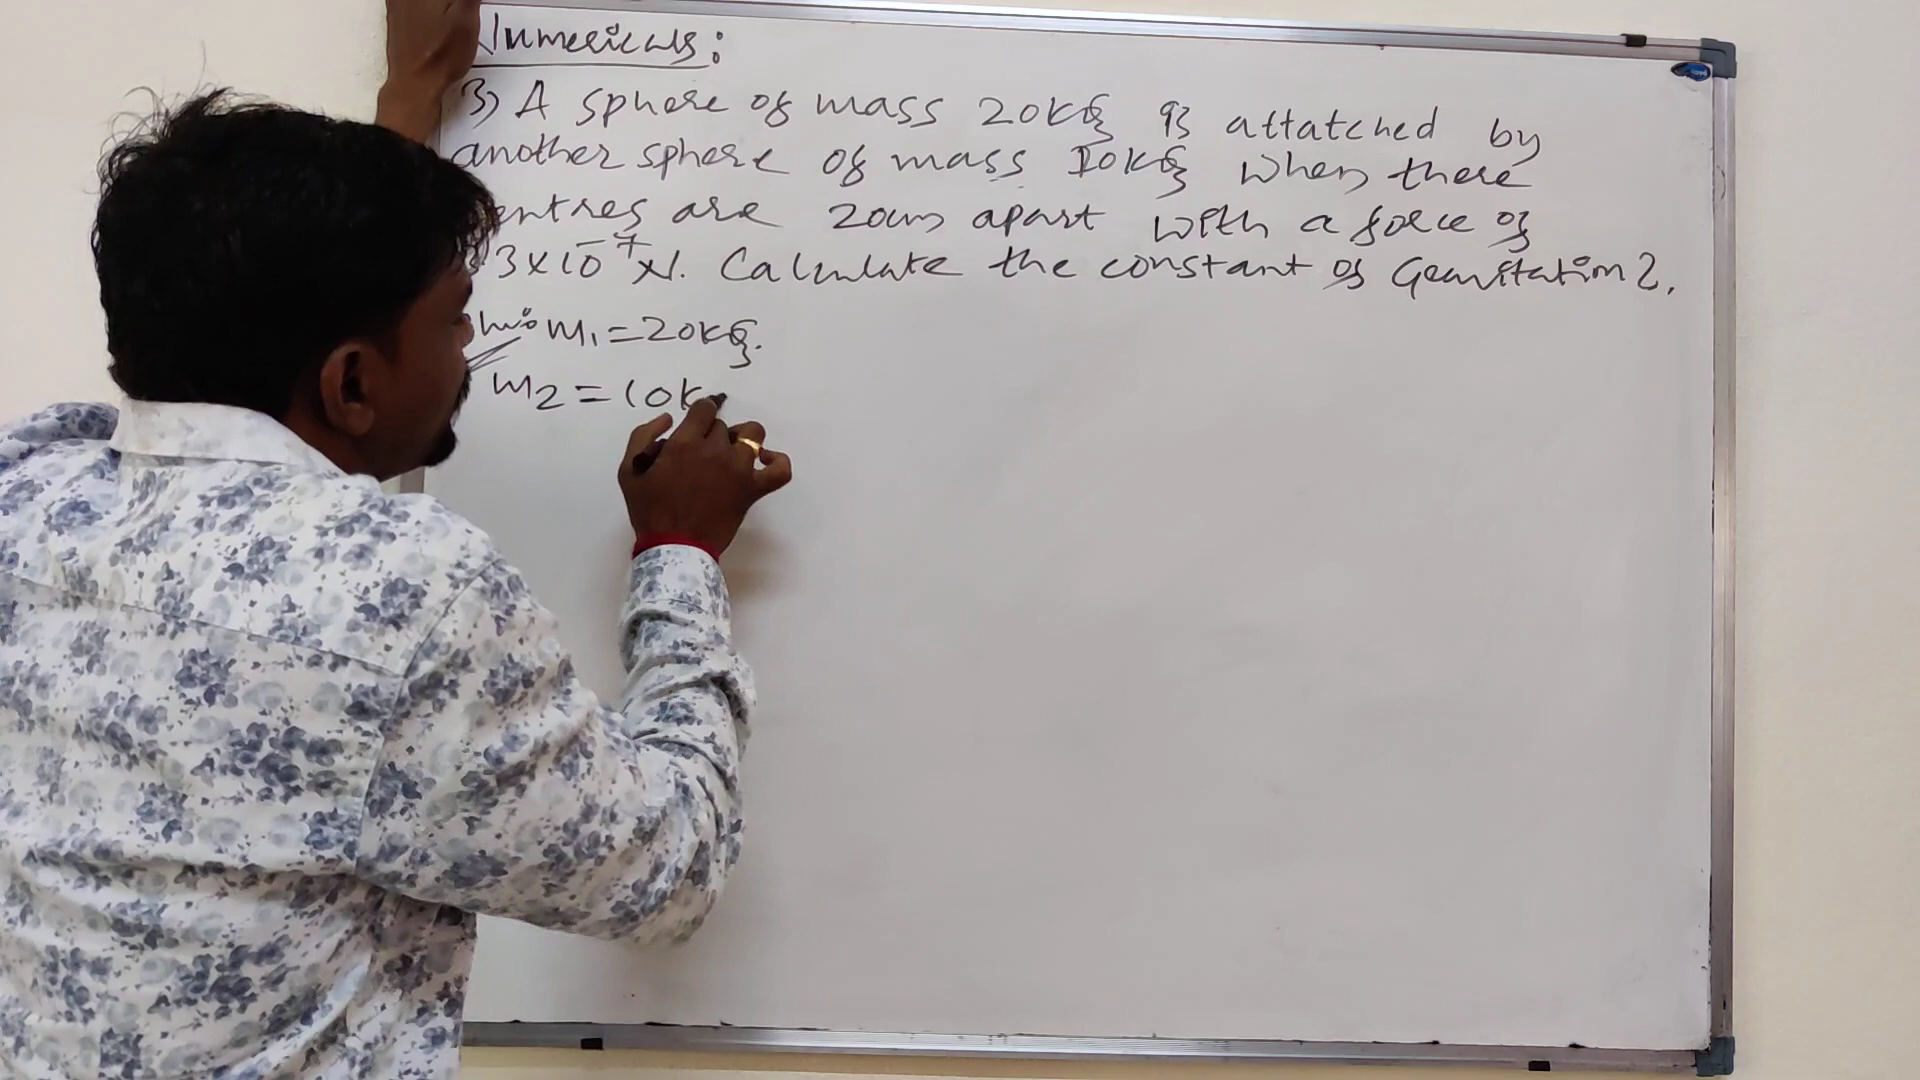 Numericals:
3) A sphere of mass 20kg is attatched by
another sphere of mass 10kg when there
entres are 20cm apart with a force of
3x10⁻⁷N. Calculate the constant of Gravitation?.
m₁ = 20kg.
m₂ = 10k